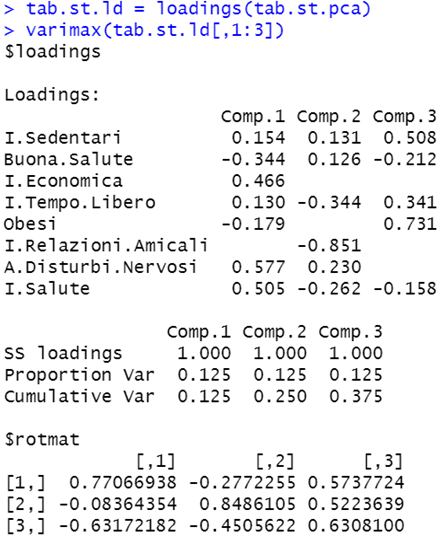 > tab.st.ld = loadings(tab.st.pca)
> varimax(tab.st.ld[,1:3])
$loadings
Loadings:
Comp.1 Comp.2 Comp.3
I.Sedentari 0.154 0.131 0.508
Buona.Salute -0.344 0.126 -0.212
I.Economica 0.466
I.Tempo.Libero 0.130 -0.344 0.341
Obesi -0.179 0.731
I.Relazioni.Amicali -0.851
A.Disturbi.Nervosi 0.577 0.230
I.Salute 0.505 -0.262 -0.158
Comp.1 Comp.2 Comp.3
SS loadings 1.000 1.000 1.000
Proportion Var 0.125 0.125 0.125
Cumulative Var 0.125 0.250 0.375
$rotmat
[,1] [,2] [,3]
[1,] 0.77066938 -0.2772255 0.5737724
[2,] -0.08364354 0.8486105 0.5223639
[3,] -0.63172182 -0.4505622 0.6308100